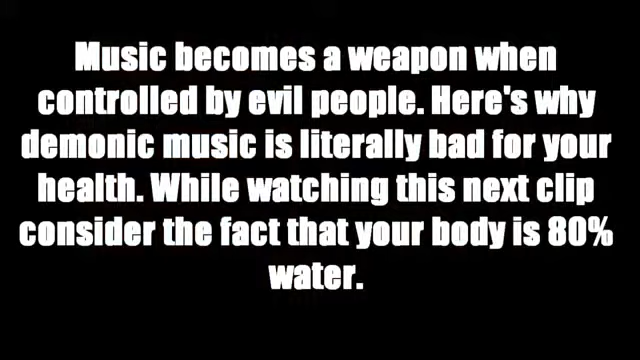 Music becomes a weapon when
controlled by evil people. Here's why
demonic music is literally bad for your
health. While watching this next clip
consider the fact that your body is 80%
water.